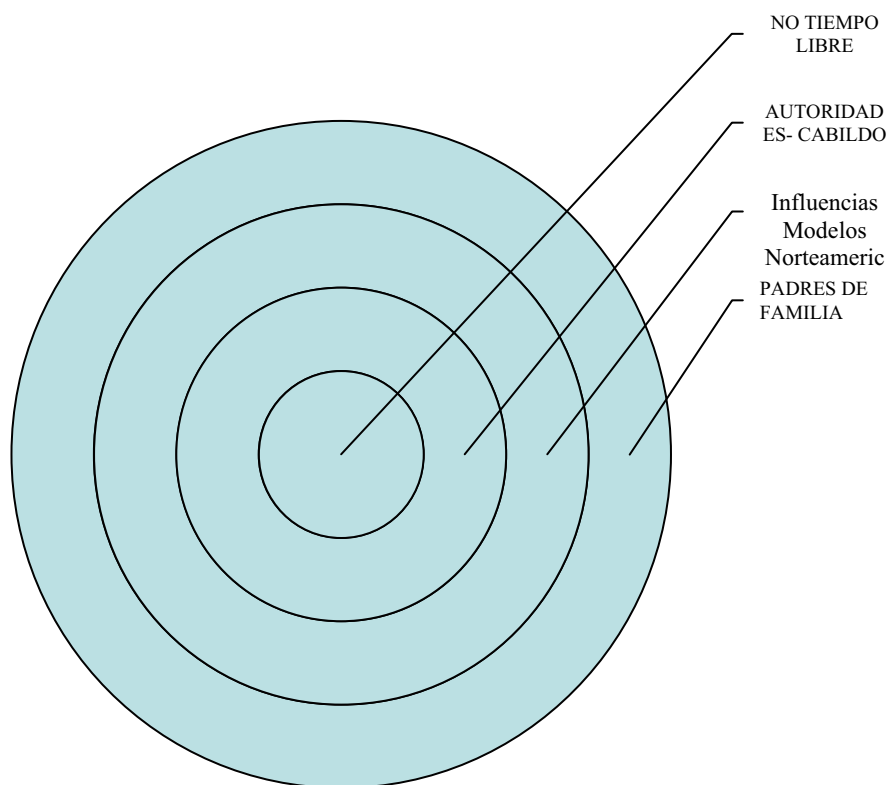 NO TIEMPO
LIBRE
AUTORIDAD
ES- CABILDO
Influencias
Modelos
Norteameric
PADRES DE
FAMILIA